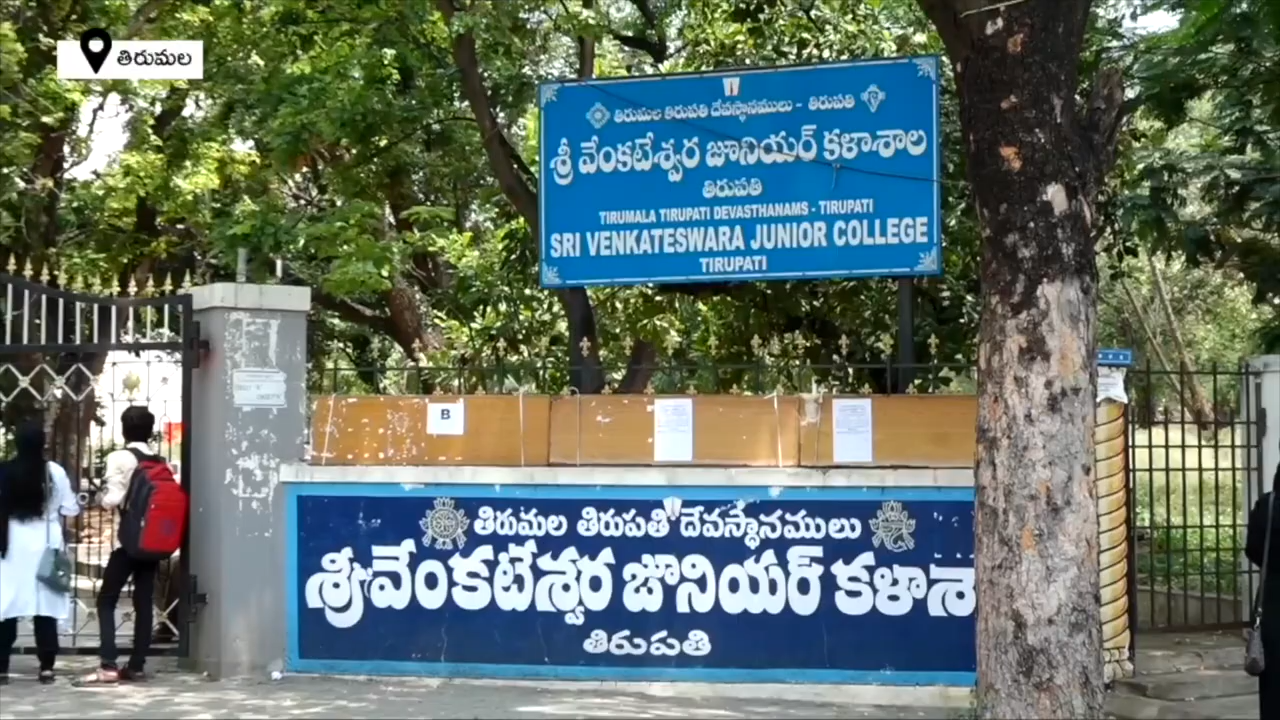 తిరుమల
తిరుమల తిరుపతి దేవస్థానములు - తిరుపతి
శ్రీ వేంకటేశ్వర జూనియర్ కళాశాల
తిరుపతి
TIRUMALA TIRUPATI DEVASTHANAMS - TIRUPATI
SRI VENKATESWARA JUNIOR COLLEGE
TIRUPATI
B
తిరుమల తిరుపతి దేవస్థానములు
శ్రీవేంకటేశ్వర జూనియర్ కళాశా
తిరుపతి